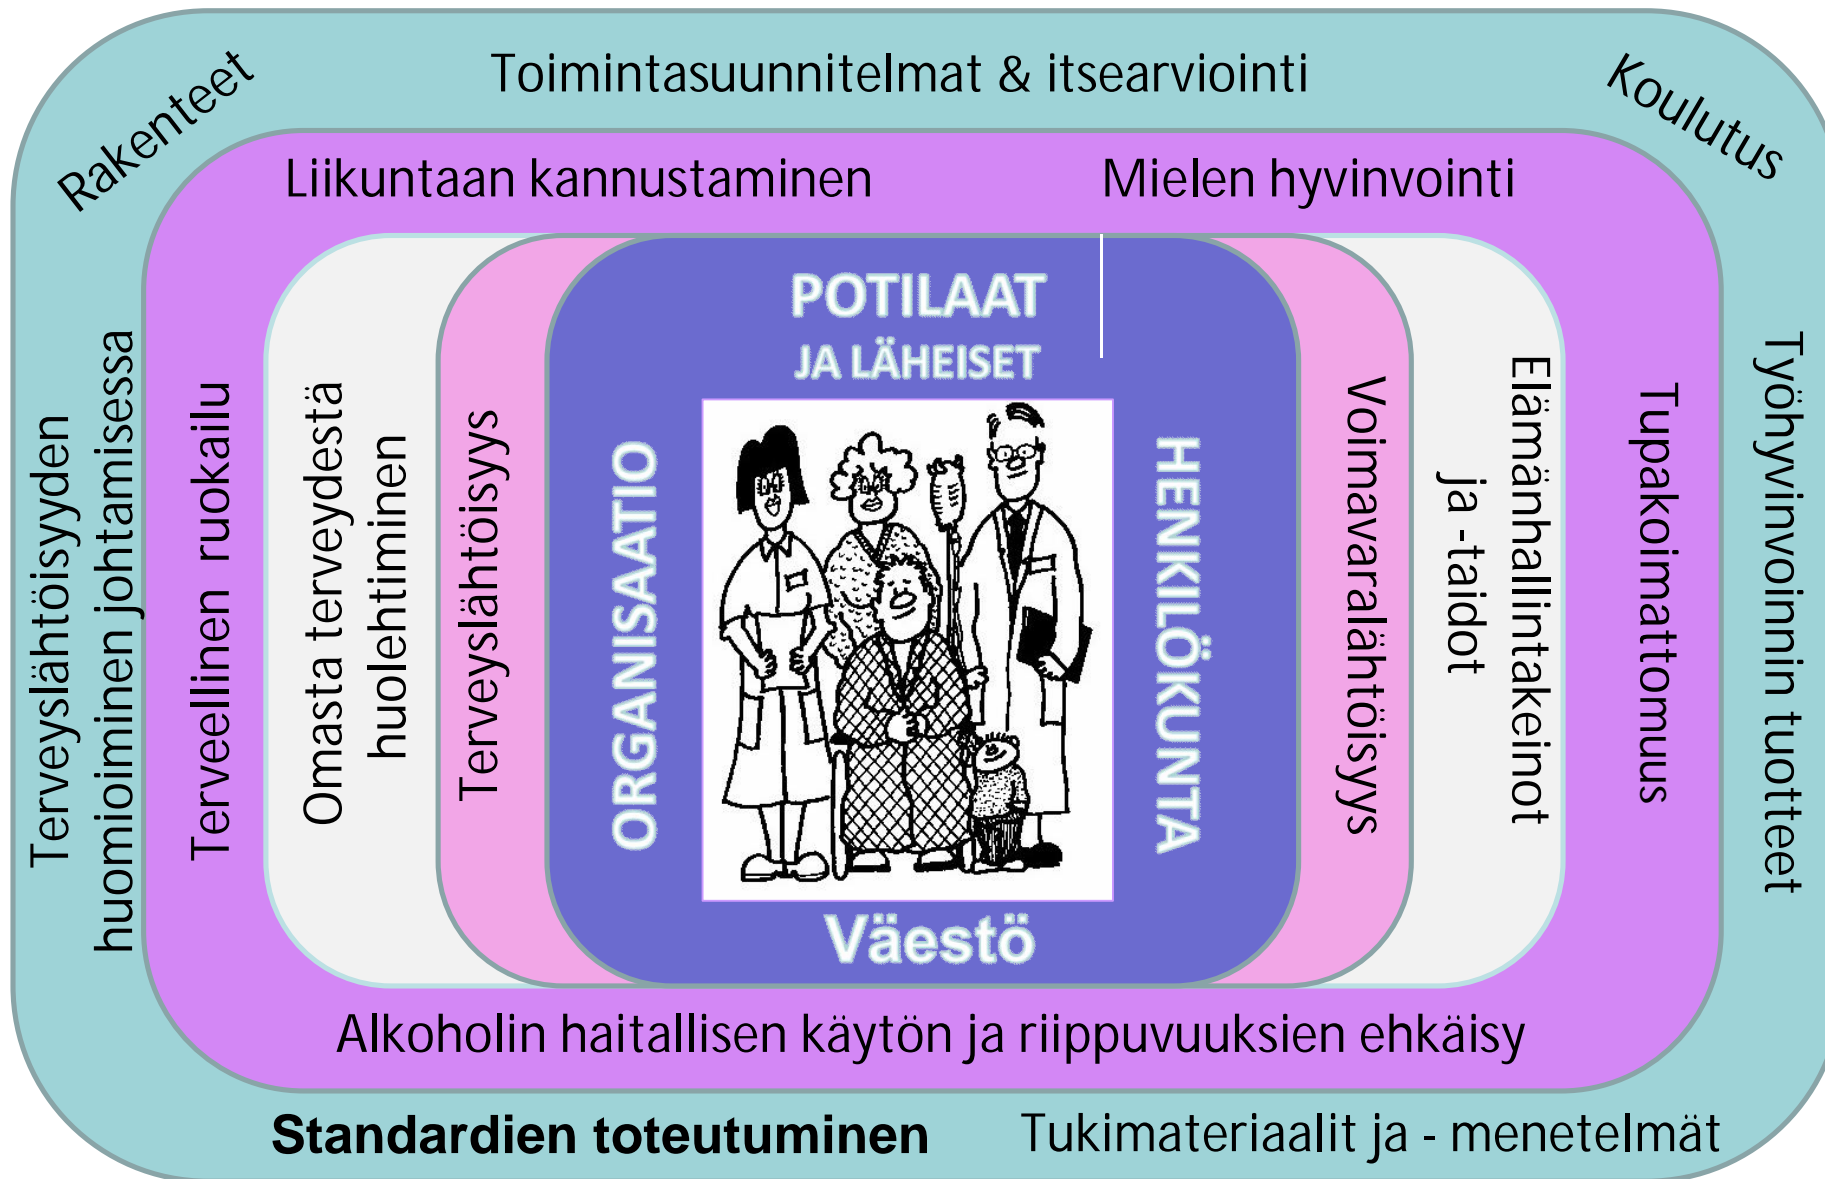 Rakenteet
Toimintasuunnitelmat & itsearviointi
Koulutus
Liikuntaan kannustaminen
Mielen hyvinvointi
Terveyslähtöisyyden
huomioiminen johtamisessa
Terveellinen ruokailu
Omasta terveydestä
huolehtiminen
Terveyslähtöisyys
ORGANISAATIO
POTILAAT
JA LÄHEISET
HENKILÖKUNTA
Väestö
Voimavaralähtöisyys
Elämänhallintakeinot
ja -taidot
Tupakoimattomuus
Työhyvinvoinnin tuotteet
Alkoholin haitallisen käytön ja riippuvuuksien ehkäisy
Standardien toteutuminen
Tukimateriaalit ja - menetelmät